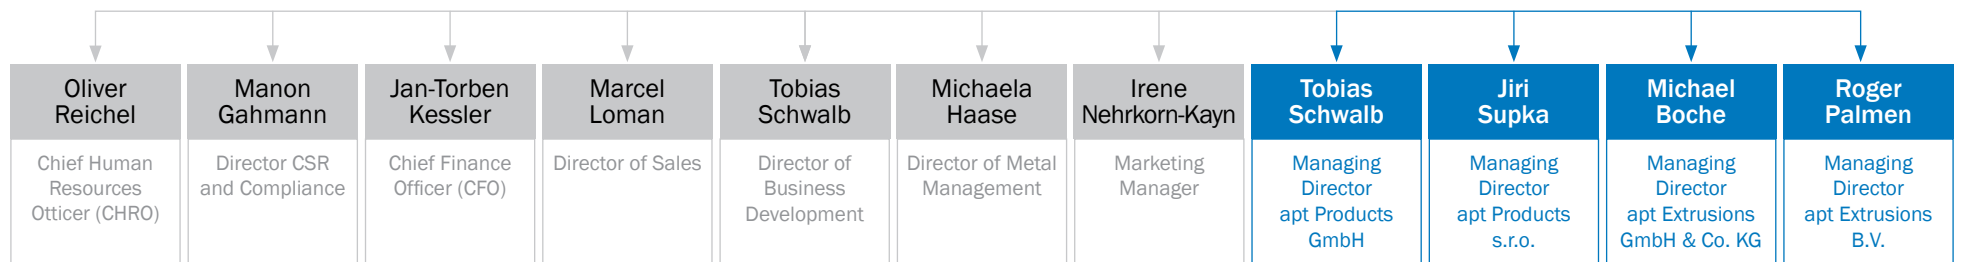 Oliver
Reichel
Chief Human
Resources
Otticer (CHRO)
Manon
Gahmann
Director CSR
and Compliance
Jan-Torben
Kessler
Chief Finance
Officer (CFO)
Marcel
Loman
Director of Sales
Tobias
Schwalb
Director of
Business
Development
Michaela
Haase
Director of Metal
Management
Irene
Nehrkorn-Kayn
Marketing
Manager
Tobias
Schwalb
Managing
Director
apt Products
GmbH
Jiri
Supka
Managing
Director
apt Products
s.r.o.
Michael
Boche
Managing
Director
apt Extrusions
GmbH & Co. KG
Roger
Palmen
Managing
Director
apt Extrusions
B.V.